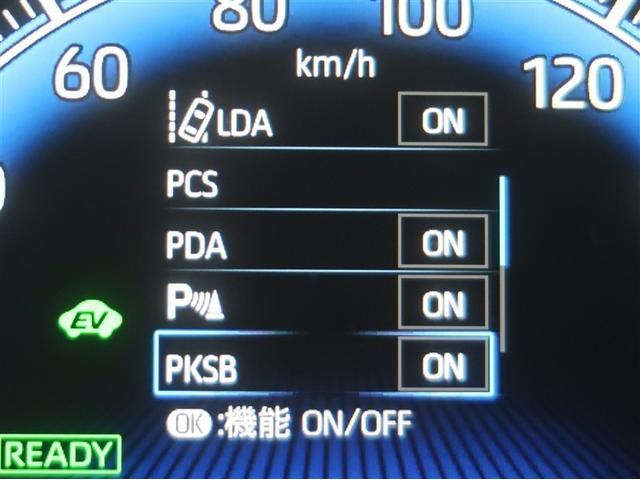 80 100
60 km/h 120
LDA ON
PCS
PDA ON
P ON
EV
PKSB ON
OK :機能 ON/OFF
READY